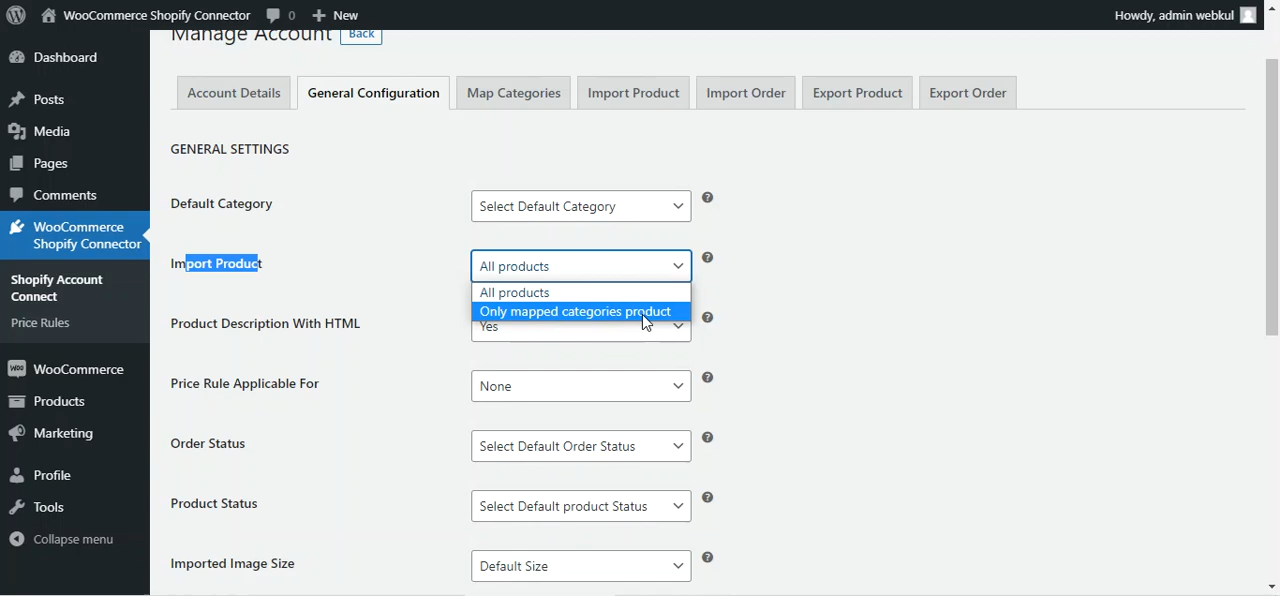 WooCommerce Shopify Connector 0 New Howdy, admin webkul
Manage Account Back
Dashboard
Posts
Media
Pages
Comments
WooCommerce
Shopify Connector
Shopify Account
Connect
Price Rules
WooCommerce
Products
Marketing
Profile
Tools
Collapse menu
Account Details General Configuration Map Categories Import Product Import Order Export Product Export Order
GENERAL SETTINGS
Default Category Select Default Category ?
Import Product All products ?
All products
Only mapped categories product
Product Description With HTML Yes ?
Price Rule Applicable For None ?
Order Status Select Default Order Status ?
Product Status Select Default product Status ?
Imported Image Size Default Size ?